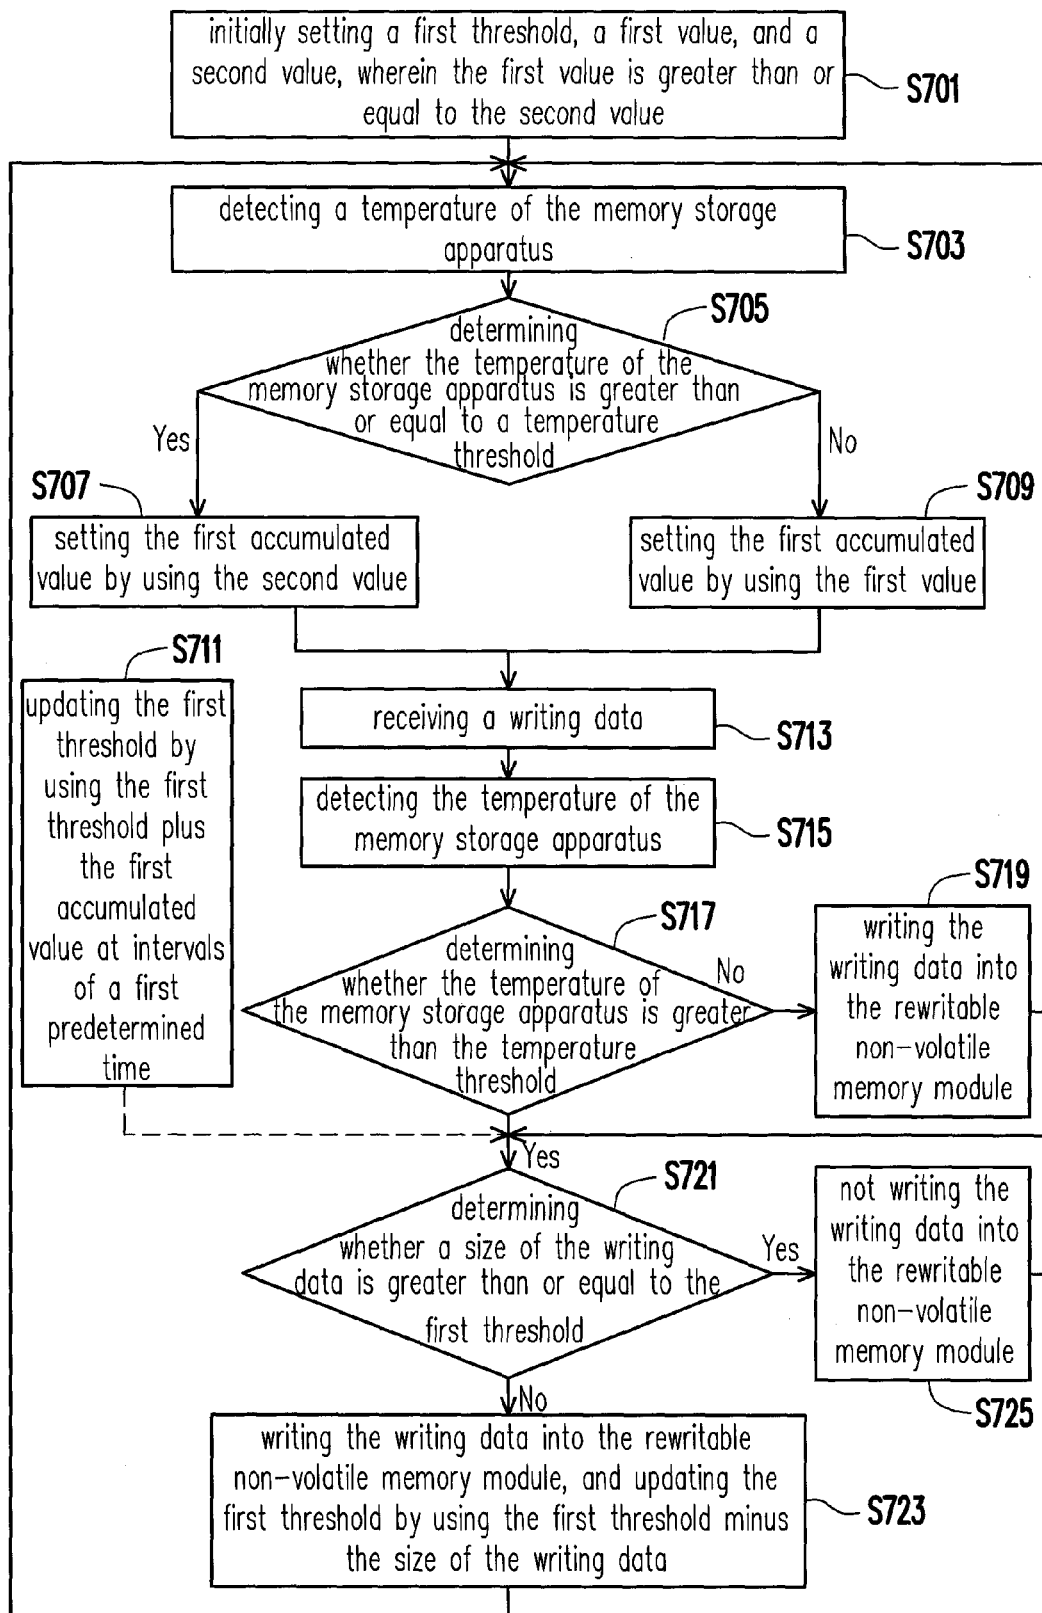 initially setting a first threshold, a first value, and a
second value, wherein the first value is greater than or
equal to the second value
S701
detecting a temperature of the memory storage
apparatus
S703
S705
determining
whether the temperature of the
memory storage apparatus is greater than
or equal to a temperature
threshold
Yes
No
S707
setting the first accumulated
value by using the second value
S709
setting the first accumulated
value by using the first value
S711
updating the first
threshold by
using the first
threshold plus
the first
accumulated
value at intervals
of a first
predetermined
time
receiving a writing data
S713
detecting the temperature of the
memory storage apparatus
S715
S717
determining
whether the temperature of
the memory storage apparatus is greater
than the temperature
threshold
No
S719
writing the
writing data into
the rewritable
non-volatile
memory module
Yes
S721
determining
whether a size of the writing
data is greater than or equal to the
first threshold
Yes
not writing the
writing data into
the rewritable
non-volatile
memory module
S725
No
writing the writing data into the rewritable
non-volatile memory module, and updating the
first threshold by using the first threshold minus
the size of the writing data
S723